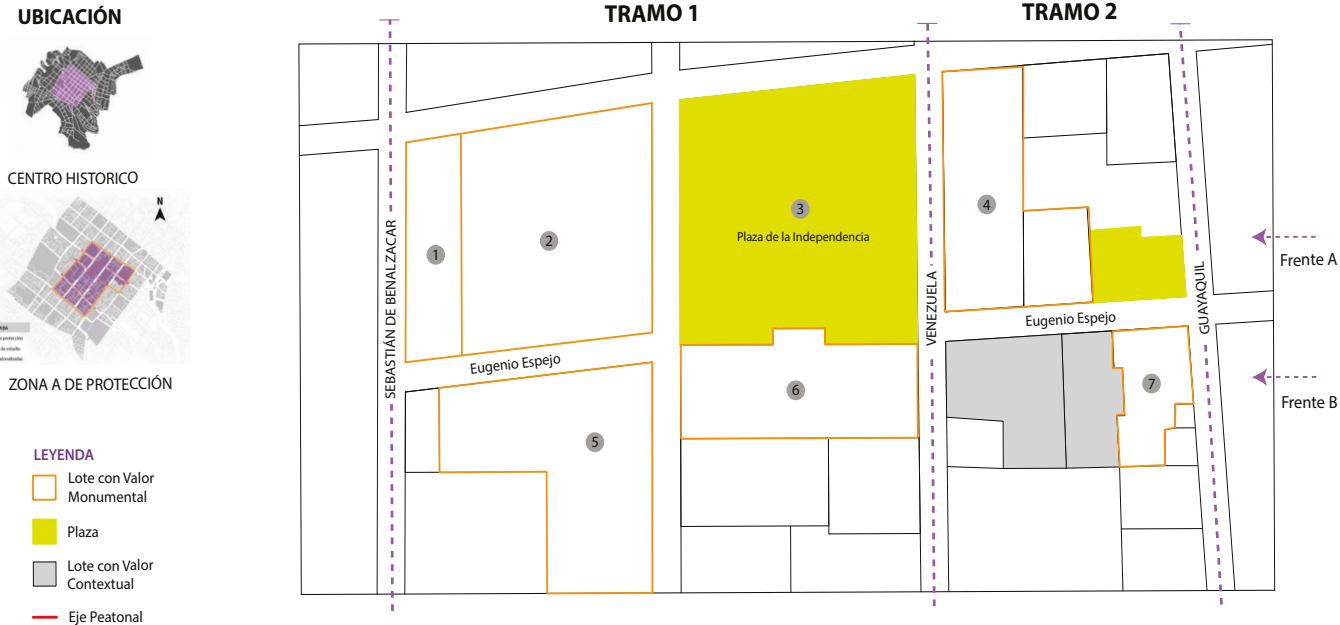 UBICACIÓN
CENTRO HISTORICO
N
ZONA A DE PROTECCIÓN
LEYENDA
Lote con Valor
Monumental
Plaza
Lote con Valor
Contextual
Eje Peatonal
TRAMO 1
TRAMO 2
SEBASTIÁN DE BENALZACAR
1
2
3
Plaza de la Independencia
4
VENEZUELA
GUAYAQUIL
Frente A
Eugenio Espejo
Eugenio Espejo
5
6
7
Frente B